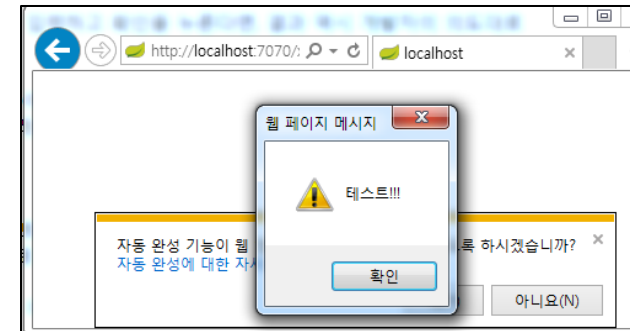 http://localhost:7070/:
localhost
웹 페이지 메시지
테스트!!!
자동 완성 기능이 웹
록 하시겠습니까?
자동 완성에 대한
확인
아니요(N)